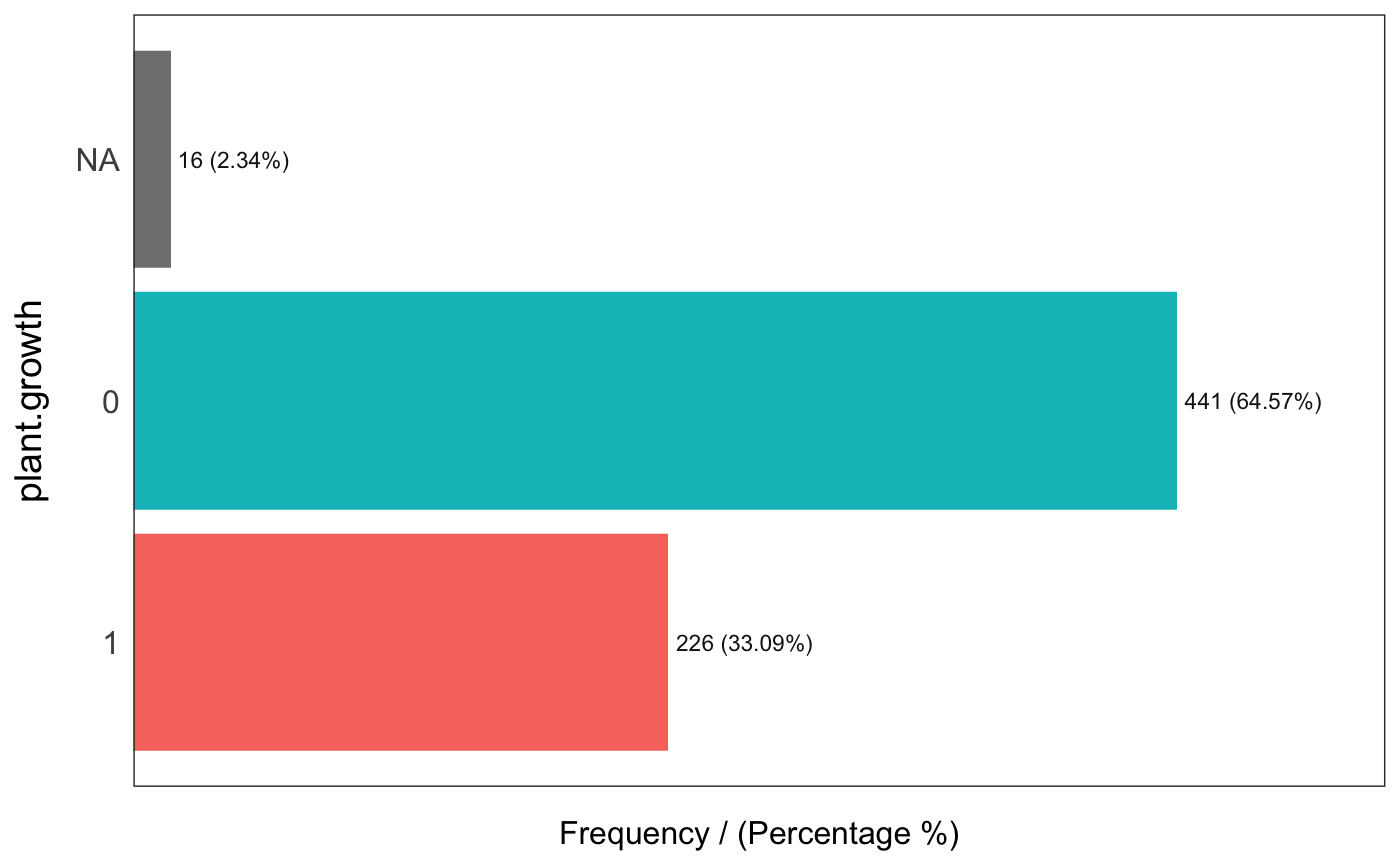 plant.growth
NA
16 (2.34%)
0
441 (64.57%)
1
226 (33.09%)
Frequency / (Percentage %)